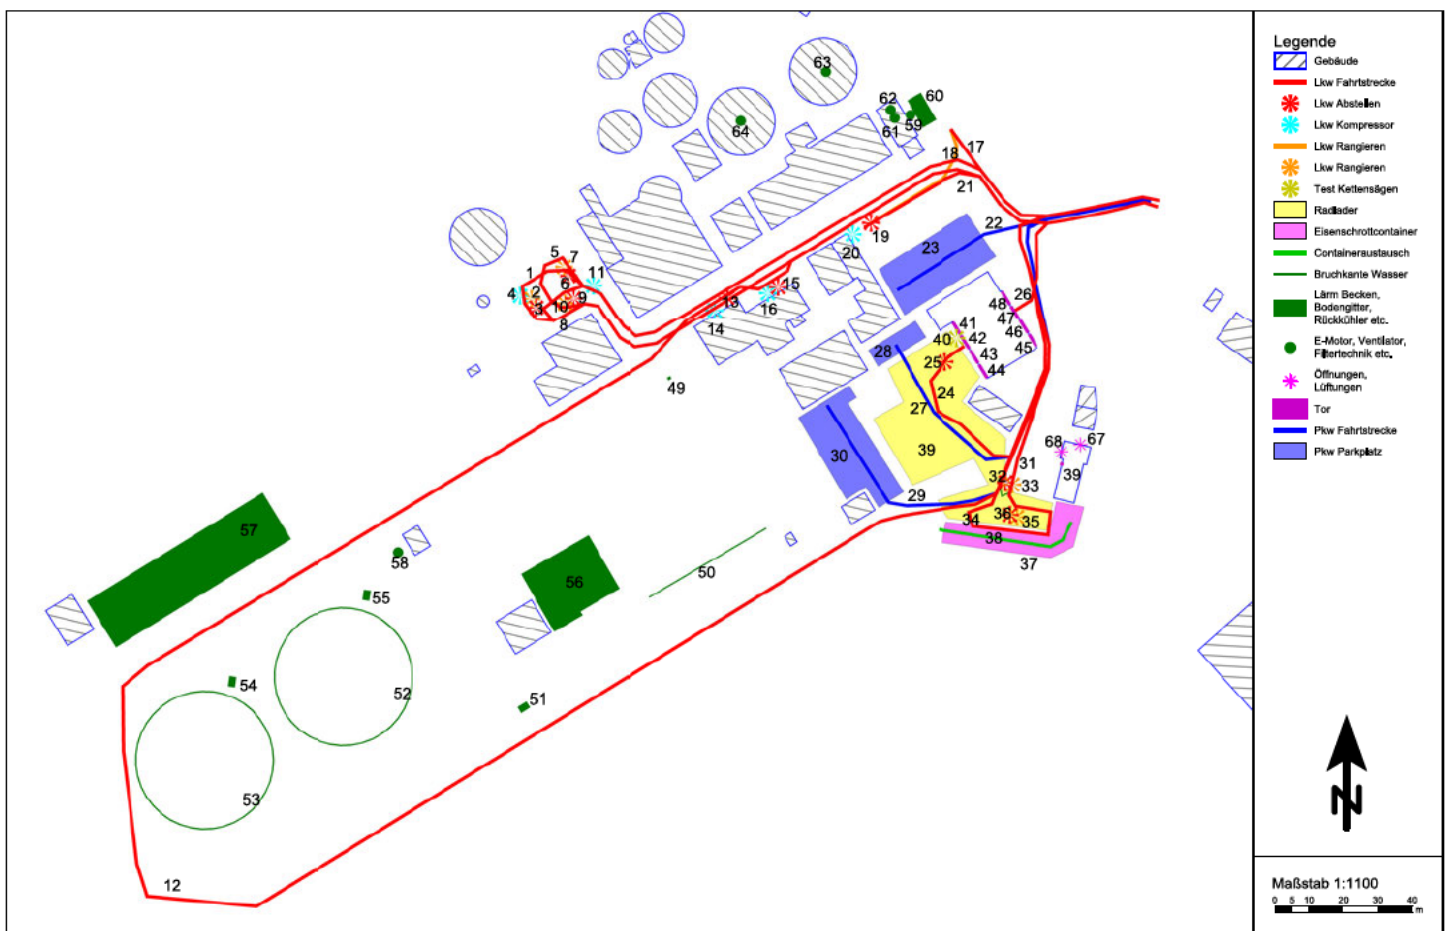 63
62
60
61
59
64
18
17
21
22
19
20
23
5
7
1
11
6
4
2
9
10
3
8
13
15
16
14
48
26
47
46
41
40
42
45
43
28
25
44
49
24
27
39
30
68
67
31
32
33
39
29
36
35
34
38
37
57
58
50
56
55
54
52
51
53
12
Legende
Gebäude
Lkw Fahrtstrecke
Lkw Abstellen
Lkw Kompressor
Lkw Rangieren
Lkw Rangieren
Test Kettensägen
Radlader
Eisenschrottcontainer
Containeraustausch
Bruchkante Wasser
Lärm Becken,
Bodengitter,
Rückkühler etc.
E-Motor, Ventilator,
Filtertechnik etc.
Öffnungen,
Lüftungen
Tor
Pkw Fahrtstrecke
Pkw Parkplatz
N
Maßstab 1:1100
0 5 10 20 30 40
m